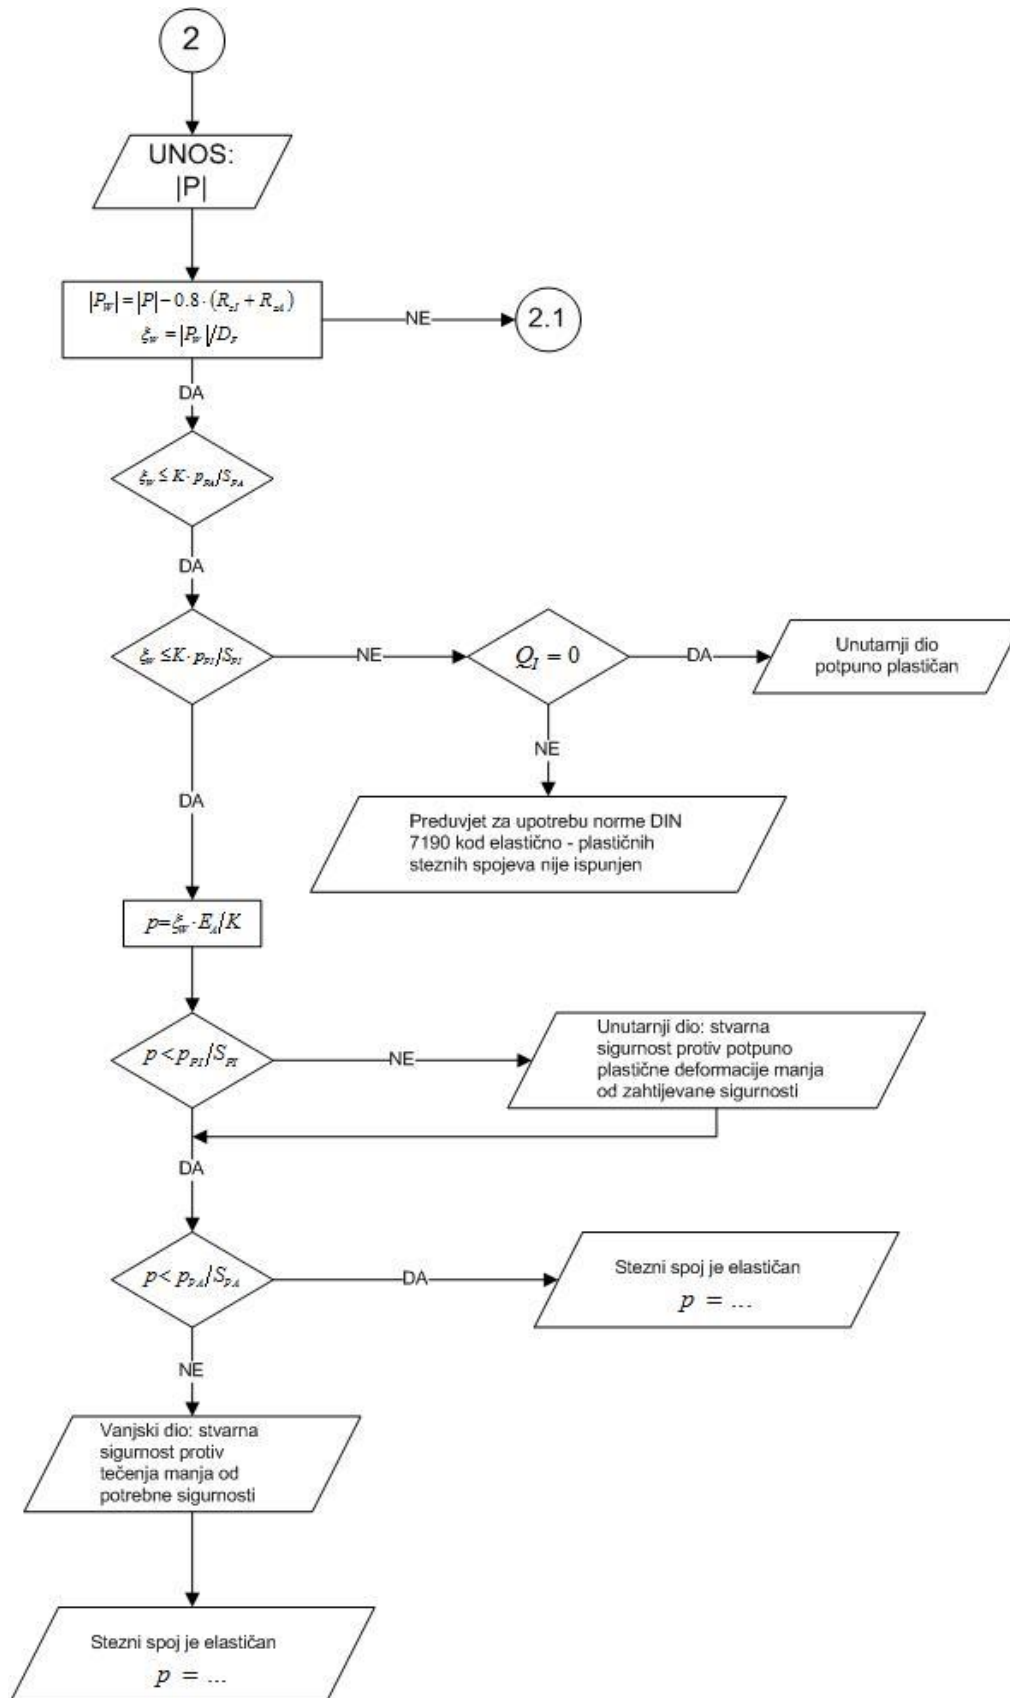 2
UNOS:
|P|
|P_W| = |P| − 0.8 · (R_zI + R_zA)
ξ_W = |P_W|/D_F
NE
2.1
DA
ξ_W ≤ K · p_PA/S_PA
DA
ξ_W ≤ K · p_PI/S_PI
NE
Q_I = 0
DA
Unutarnji dio
potpuno plastičan
NE
DA
Preduvjet za upotrebu norme DIN
7190 kod elastično - plastičnih
steznih spojeva nije ispunjen
p = ξ_W · E_A/K
p < p_PI/S_PI
NE
Unutarnji dio: stvarna
sigurnost protiv potpuno
plastične deformacije manja
od zahtijevane sigurnosti
DA
p < p_PA/S_PA
DA
Stezni spoj je elastičan
p = ...
NE
Vanjski dio: stvarna
sigurnost protiv
tečenja manja od
potrebne sigurnosti
Stezni spoj je elastičan
p = ...